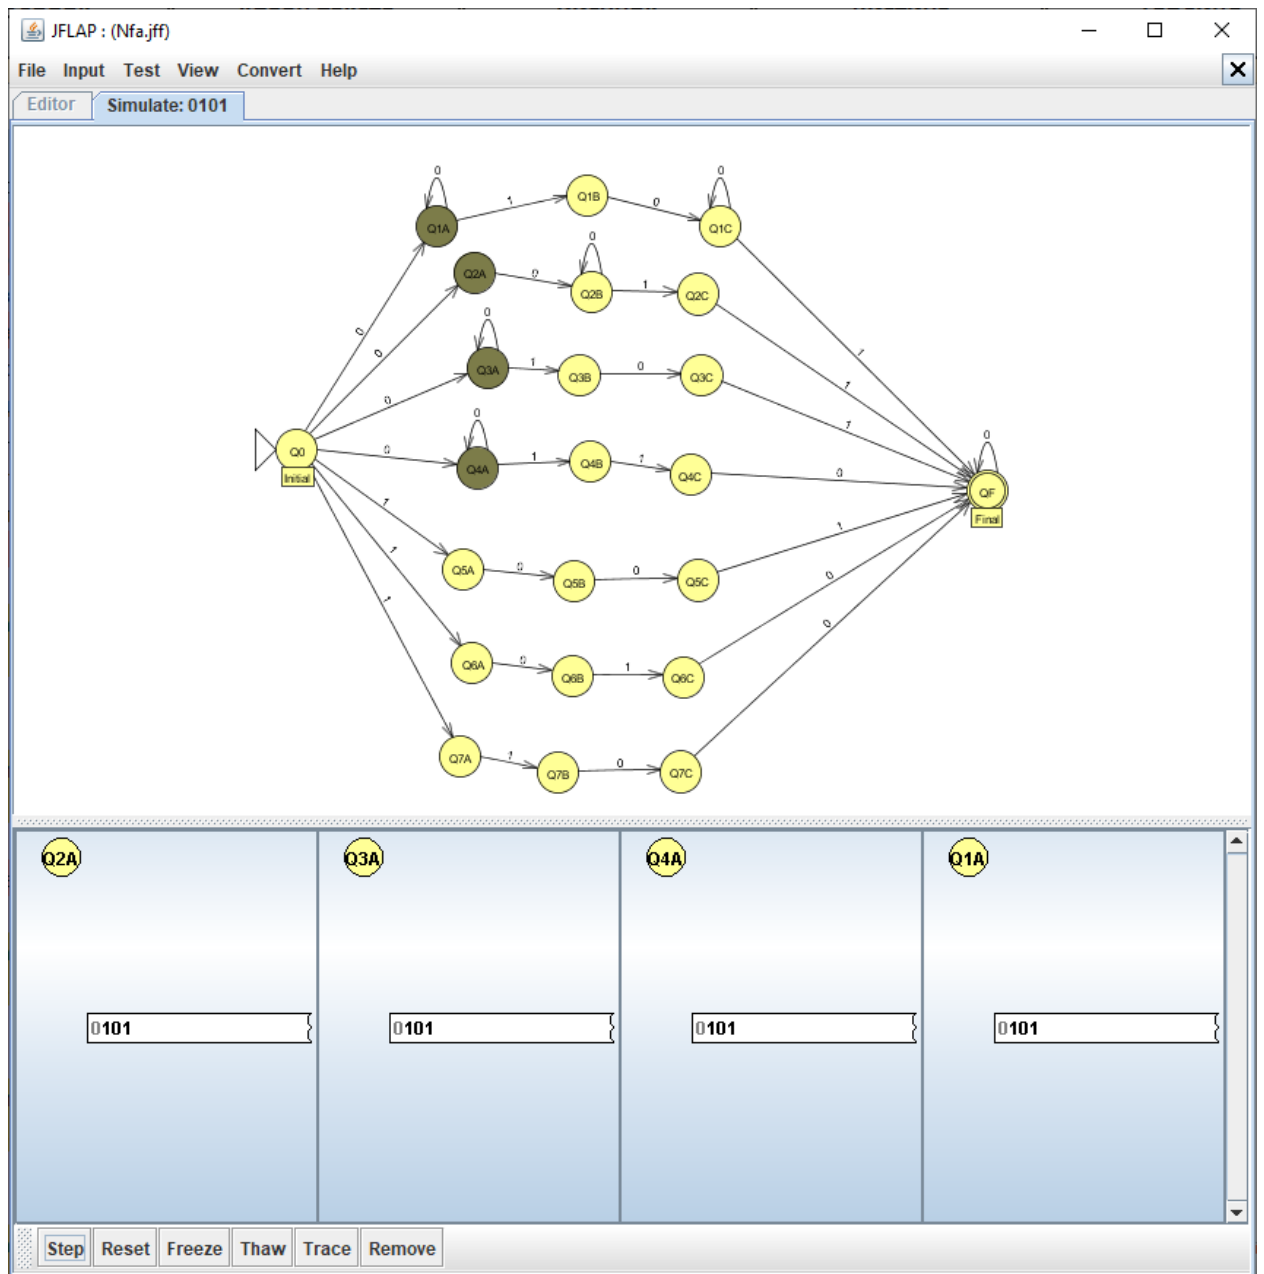 JFLAP : (Nfa.jff)
File Input Test View Convert Help
Editor Simulate: 0101
0 0
Q1A 1 Q1B 0 Q1C
0
Q2A 0 Q2B 1 Q2C
0
Q3A 1 Q3B 0 Q3C
0
Q4A 1 Q4B 1 Q4C 0
0 0 0 0
1 1 1
Q0
Initial
0
QF
Final
1 1 1
Q5A 0 Q5B 0 Q5C 1
Q6A 0 Q6B 1 Q6C 0
Q7A 1 Q7B 0 Q7C 0
Q2A Q3A Q4A Q1A
0101 0101 0101 0101
Step Reset Freeze Thaw Trace Remove